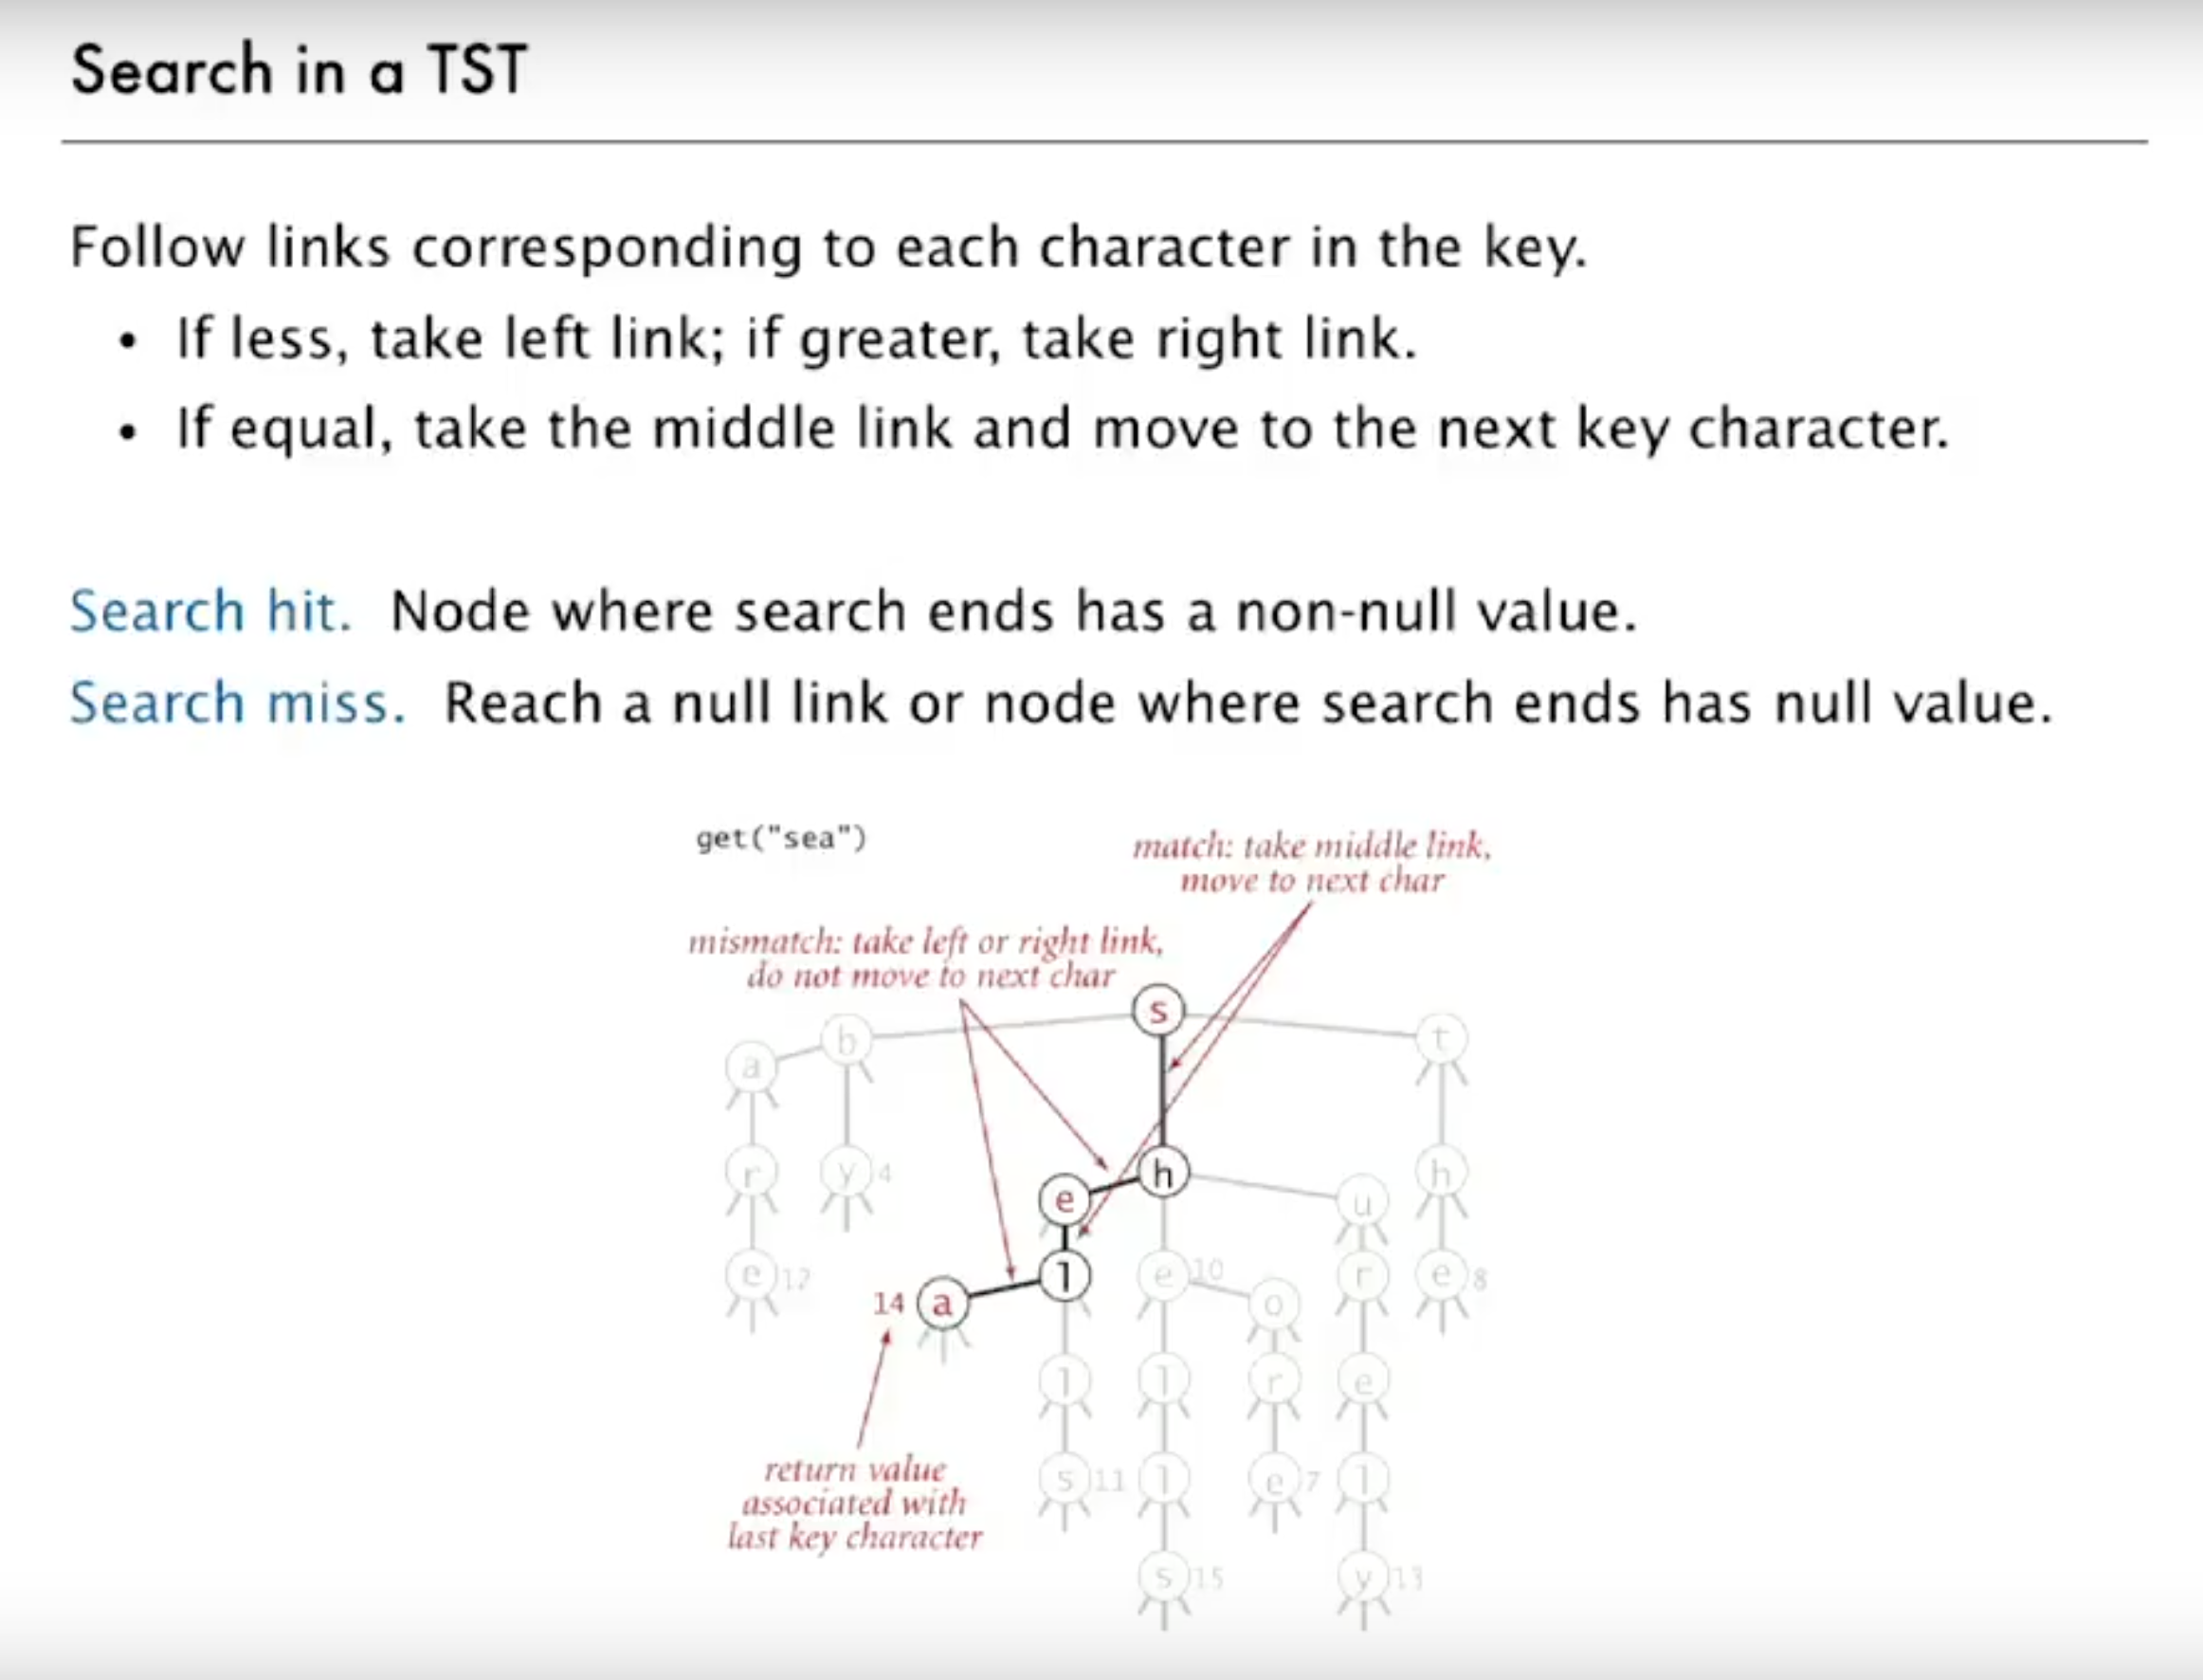 Search in a TST
Follow links corresponding to each character in the key.
• If less, take left link; if greater, take right link.
• If equal, take the middle link and move to the next key character.
Search hit. Node where search ends has a non-null value.
Search miss. Reach a null link or node where search ends has null value.
get("sea")
match: take middle link,
move to next char
mismatch: take left or right link,
do not move to next char
s
b
t
a
r
y 4
h
h
e
u
e 12
14 a
l
e 10
o
r
e 8
l
l
r
e
return value
associated with
last key character
s 11
l
e 7
l
s 15
y 13